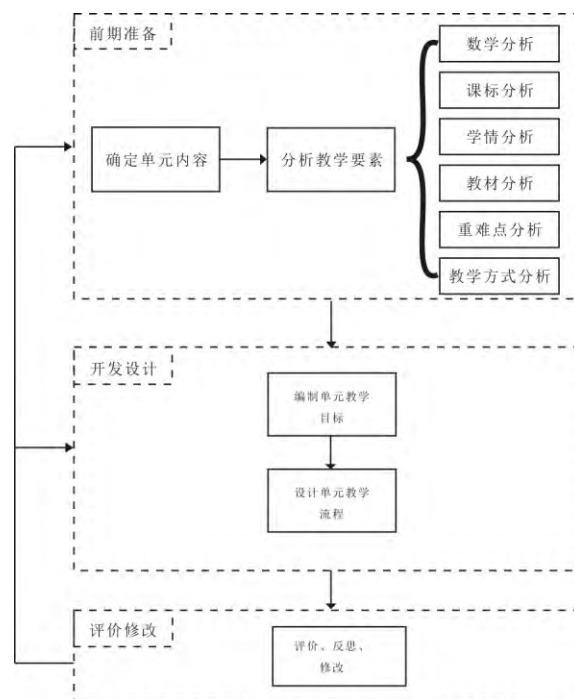 前期准备
数学分析
课标分析
学情分析
确定单元内容
分析教学要素
教材分析
重难点分析
教学方式分析
开发设计
编制单元教学
目标
设计单元教学
流程
评价修改
评价、反思、
修改